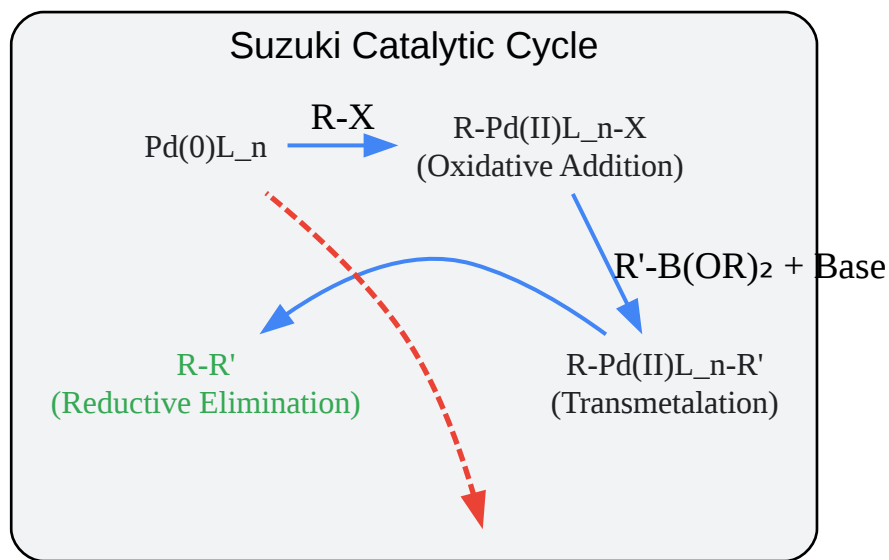 Suzuki Catalytic Cycle
R-X
Pd(0)L_n
R-Pd(II)L_n-X
(Oxidative Addition)
R'-B(OR)₂ + Base
R-R'
(Reductive Elimination)
R-Pd(II)L_n-R'
(Transmetalation)